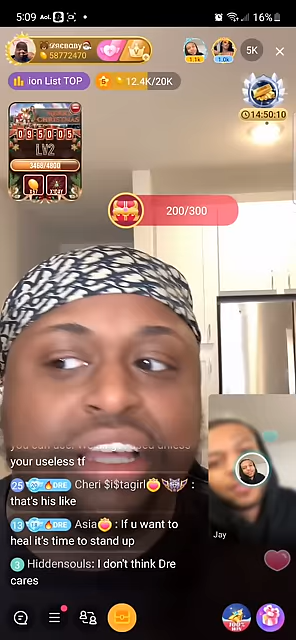 5:09
Aol.
16%
58772470
1.1k
1.0k
5K
ion List TOP
12.4K/20K
CHRISTMAS
09:50:05
LV2
3468/4800
14:50:10
200/300
your useless tf
25 DRE Cheri $i$tagirl :
that's his like
13 DRE Asia : If u want to
heal it's time to stand up
3 Hiddensouls: I don't think Dre
cares
Jay